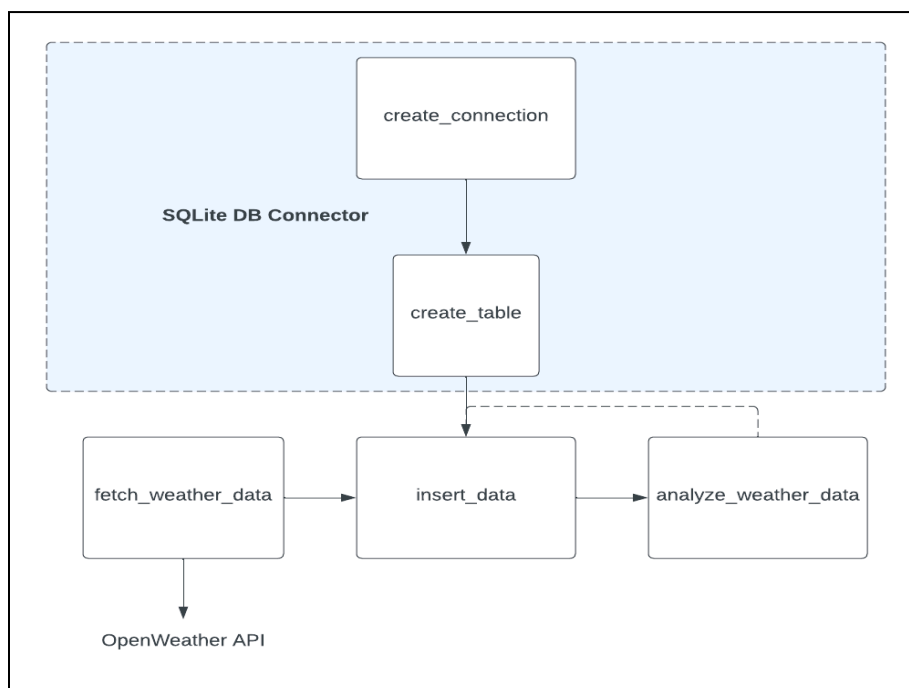 create_connection
SQLite DB Connector
create_table
fetch_weather_data
insert_data
analyze_weather_data
OpenWeather API